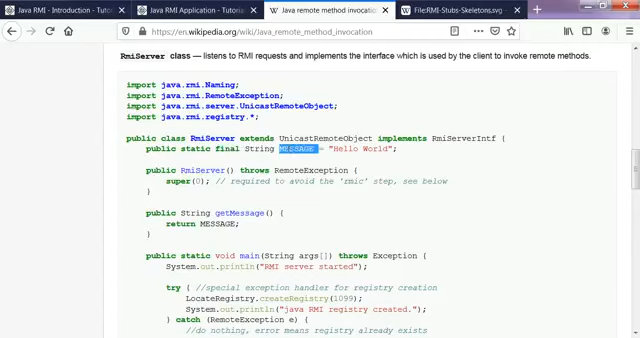 Java RMI - Introduction - Tutori
Java RMI Application - Tutorial
Java remote method invocation
File:RMI-Stubs-Skeletons.svg
https://en.wikipedia.org/wiki/Java_remote_method_invocation
RmiServer class — listens to RMI requests and implements the interface which is used by the client to invoke remote methods.
import java.rmi.Naming;
import java.rmi.RemoteException;
import java.rmi.server.UnicastRemoteObject;
import java.rmi.registry.*;
public class RmiServer extends UnicastRemoteObject implements RmiServerIntf {
public static final String MESSAGE = "Hello World";
public RmiServer() throws RemoteException {
super(0); // required to avoid the 'rmic' step, see below
}
public String getMessage() {
return MESSAGE;
}
public static void main(String args[]) throws Exception {
System.out.println("RMI server started");
try { //special exception handler for registry creation
LocateRegistry.createRegistry(1099);
System.out.println("java RMI registry created.");
} catch (RemoteException e) {
//do nothing, error means registry already exists